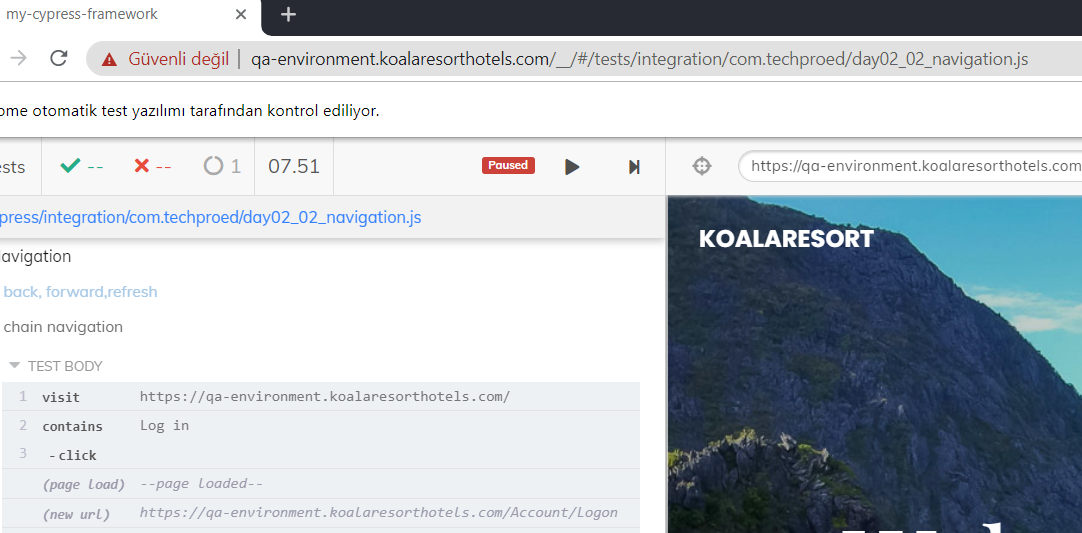 my-cypress-framework
Güvenli değil | qa-environment.koalaresorthotels.com/__/#/tests/integration/com.techproed/day02_02_navigation.js
ome otomatik test yazılımı tarafından kontrol ediliyor.
ests -- -- 1 07.51 Paused https://qa-environment.koalaresorthotels.com
press/integration/com.techproed/day02_02_navigation.js
KOALARESORT
avigation
back, forward,refresh
chain navigation
TEST BODY
1 visit https://qa-environment.koalaresorthotels.com/
2 contains Log in
3 -click
(page load) --page loaded--
(new url) https://qa-environment.koalaresorthotels.com/Account/Logon